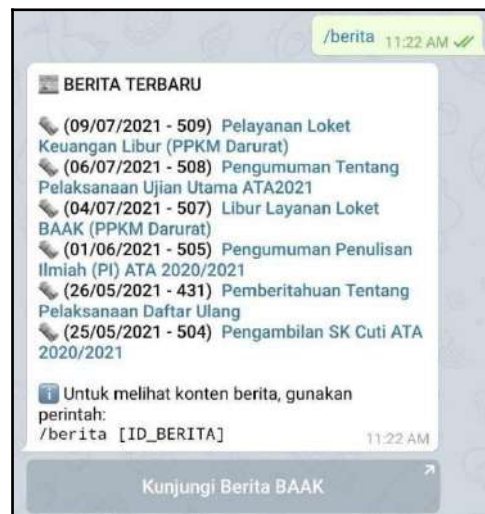 /berita 11:22 AM
BERITA TERBARU
(09/07/2021 - 509) Pelayanan Loket
Keuangan Libur (PPKM Darurat)
(06/07/2021 - 508) Pengumuman Tentang
Pelaksanaan Ujian Utama ATA2021
(04/07/2021 - 507) Libur Layanan Loket
BAAK (PPKM Darurat)
(01/06/2021 - 505) Pengumuman Penulisan
Ilmiah (PI) ATA 2020/2021
(26/05/2021 - 431) Pemberitahuan Tentang
Pelaksanaan Daftar Ulang
(25/05/2021 - 504) Pengambilan SK Cuti ATA
2020/2021
Untuk melihat konten berita, gunakan
perintah:
/berita [ID_BERITA]
11:22 AM
Kunjungi Berita BAAK